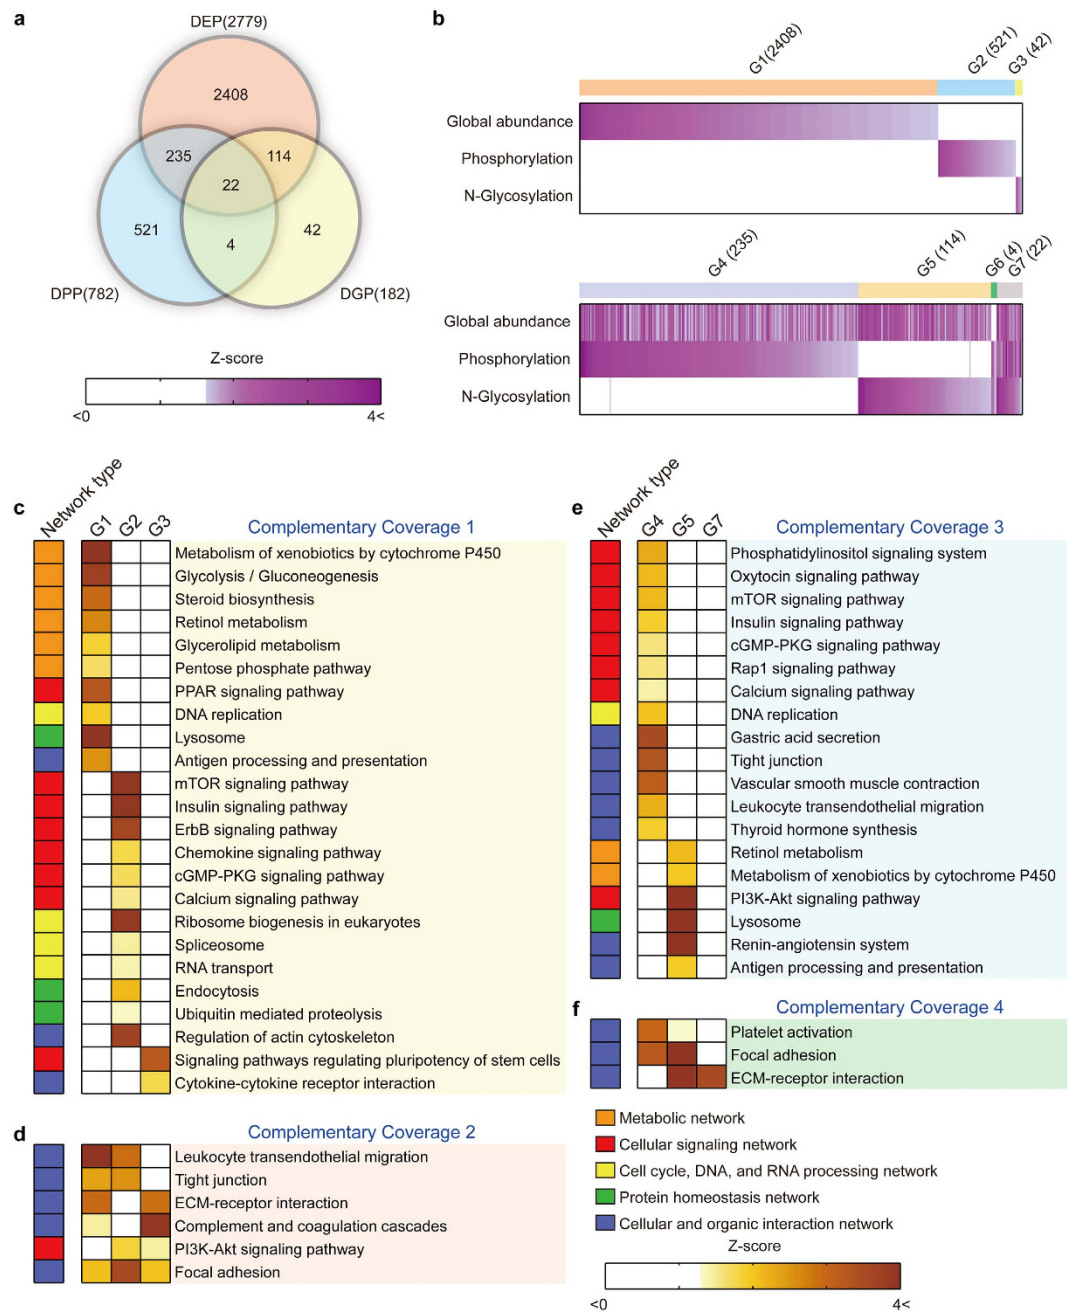 a
DEP(2779)
2408
235
114
22
521
4
42
DPP(782)
DGP(182)
Z-score
<0
4<
b
G1(2408)
G2 (521)
G3 (42)
Global abundance
Phosphorylation
N-Glycosylation
G4 (235)
G5 (114)
G6 (4)
G7 (22)
Global abundance
Phosphorylation
N-Glycosylation
c
Network type
G1
G2
G3
Complementary Coverage 1
Metabolism of xenobiotics by cytochrome P450
Glycolysis / Gluconeogenesis
Steroid biosynthesis
Retinol metabolism
Glycerolipid metabolism
Pentose phosphate pathway
PPAR signaling pathway
DNA replication
Lysosome
Antigen processing and presentation
mTOR signaling pathway
Insulin signaling pathway
ErbB signaling pathway
Chemokine signaling pathway
cGMP-PKG signaling pathway
Calcium signaling pathway
Ribosome biogenesis in eukaryotes
Spliceosome
RNA transport
Endocytosis
Ubiquitin mediated proteolysis
Regulation of actin cytoskeleton
Signaling pathways regulating pluripotency of stem cells
Cytokine-cytokine receptor interaction
d
Complementary Coverage 2
Leukocyte transendothelial migration
Tight junction
ECM-receptor interaction
Complement and coagulation cascades
PI3K-Akt signaling pathway
Focal adhesion
e
Network type
G4
G5
G7
Complementary Coverage 3
Phosphatidylinositol signaling system
Oxytocin signaling pathway
mTOR signaling pathway
Insulin signaling pathway
cGMP-PKG signaling pathway
Rap1 signaling pathway
Calcium signaling pathway
DNA replication
Gastric acid secretion
Tight junction
Vascular smooth muscle contraction
Leukocyte transendothelial migration
Thyroid hormone synthesis
Retinol metabolism
Metabolism of xenobiotics by cytochrome P450
PI3K-Akt signaling pathway
Lysosome
Renin-angiotensin system
Antigen processing and presentation
f
Complementary Coverage 4
Platelet activation
Focal adhesion
ECM-receptor interaction
Metabolic network
Cellular signaling network
Cell cycle, DNA, and RNA processing network
Protein homeostasis network
Cellular and organic interaction network
Z-score
<0
4<